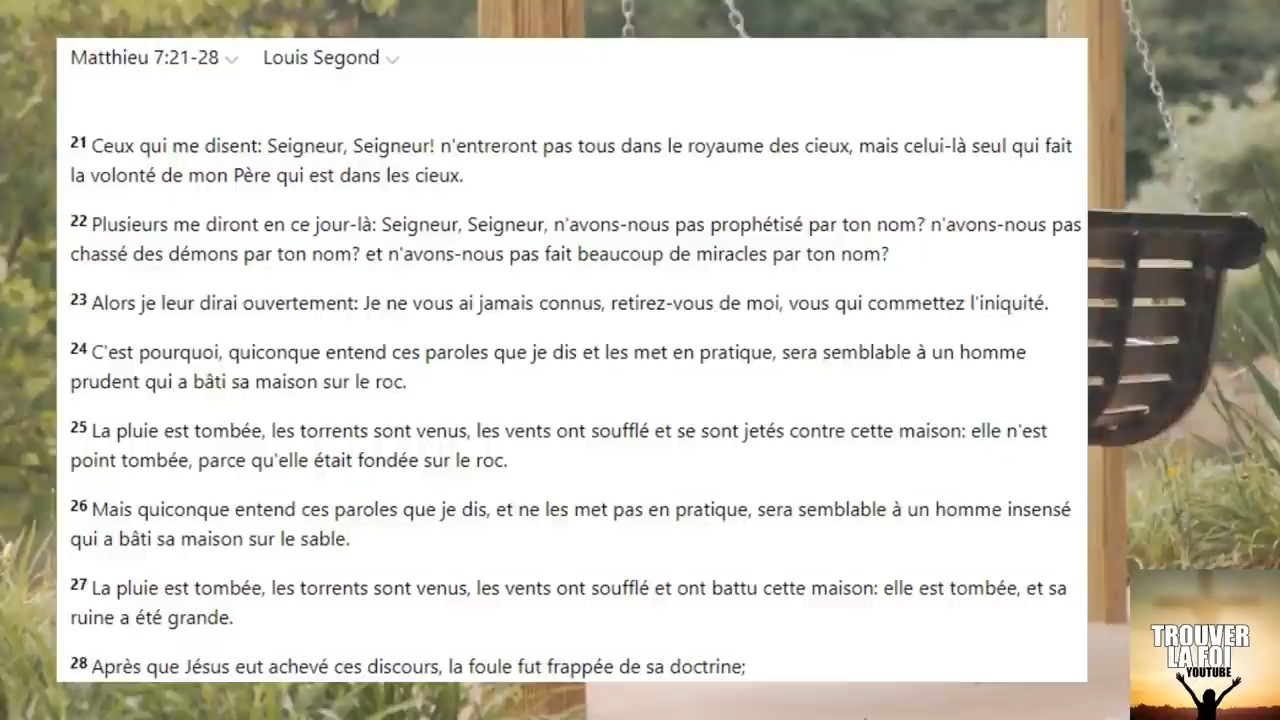 Matthieu 7:21-28 Louis Segond
21 Ceux qui me disent: Seigneur, Seigneur! n'entreront pas tous dans le royaume des cieux, mais celui-là seul qui fait
la volonté de mon Père qui est dans les cieux.
22 Plusieurs me diront en ce jour-là: Seigneur, Seigneur, n'avons-nous pas prophétisé par ton nom? n'avons-nous pas
chassé des démons par ton nom? et n'avons-nous pas fait beaucoup de miracles par ton nom?
23 Alors je leur dirai ouvertement: Je ne vous ai jamais connus, retirez-vous de moi, vous qui commettez l'iniquité.
24 C'est pourquoi, quiconque entend ces paroles que je dis et les met en pratique, sera semblable à un homme
prudent qui a bâti sa maison sur le roc.
25 La pluie est tombée, les torrents sont venus, les vents ont soufflé et se sont jetés contre cette maison: elle n'est
point tombée, parce qu'elle était fondée sur le roc.
26 Mais quiconque entend ces paroles que je dis, et ne les met pas en pratique, sera semblable à un homme insensé
qui a bâti sa maison sur le sable.
27 La pluie est tombée, les torrents sont venus, les vents ont soufflé et ont battu cette maison: elle est tombée, et sa
ruine a été grande.
28 Après que Jésus eut achevé ces discours, la foule fut frappée de sa doctrine;
TROUVER
LA FOI
YOUTUBE